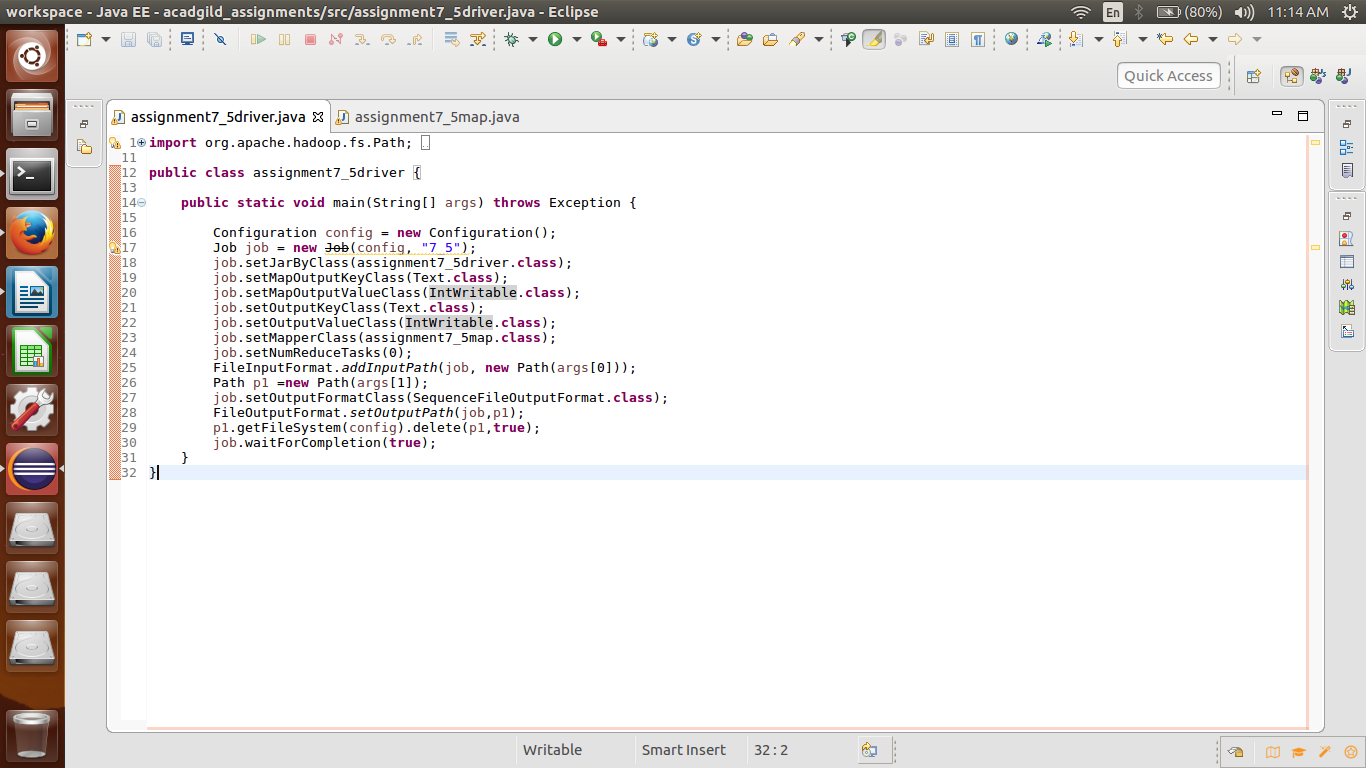 workspace - Java EE - acadgild_assignments/src/assignment7_5driver.java - Eclipse
En
(80%)
11:14 AM
Quick Access
assignment7_5driver.java
assignment7_5map.java
1 import org.apache.hadoop.fs.Path;
11
12 public class assignment7_5driver {
13
14     public static void main(String[] args) throws Exception {
15
16         Configuration config = new Configuration();
17         Job job = new Job(config, "7_5");
18         job.setJarByClass(assignment7_5driver.class);
19         job.setMapOutputKeyClass(Text.class);
20         job.setMapOutputValueClass(IntWritable.class);
21         job.setOutputKeyClass(Text.class);
22         job.setOutputValueClass(IntWritable.class);
23         job.setMapperClass(assignment7_5map.class);
24         job.setNumReduceTasks(0);
25         FileInputFormat.addInputPath(job, new Path(args[0]));
26         Path p1 =new Path(args[1]);
27         job.setOutputFormatClass(SequenceFileOutputFormat.class);
28         FileOutputFormat.setOutputPath(job,p1);
29         p1.getFileSystem(config).delete(p1,true);
30         job.waitForCompletion(true);
31     }
32 }
Writable
Smart Insert
32 : 2